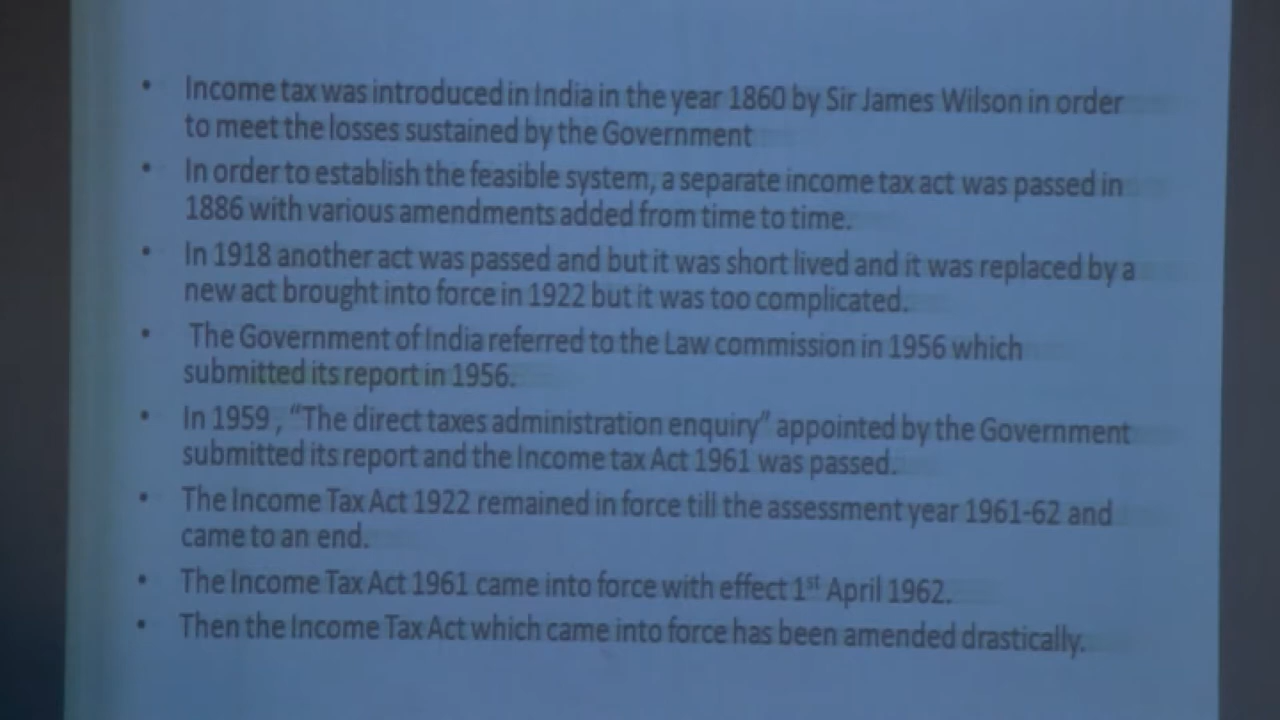 • Income tax was introduced in India in the year 1860 by Sir James Wilson in order
to meet the losses sustained by the Government
• In order to establish the feasible system, a separate income tax act was passed in
1886 with various amendments added from time to time.
• In 1918 another act was passed and but it was short lived and it was replaced by a
new act brought into force in 1922 but it was too complicated.
• The Government of India referred to the Law commission in 1956 which
submitted its report in 1956.
• In 1959 , “The direct taxes administration enquiry” appointed by the Government
submitted its report and the Income tax Act 1961 was passed.
• The Income Tax Act 1922 remained in force till the assessment year 1961-62 and
came to an end.
• The Income Tax Act 1961 came into force with effect 1st April 1962.
• Then the Income Tax Act which came into force has been amended drastically.